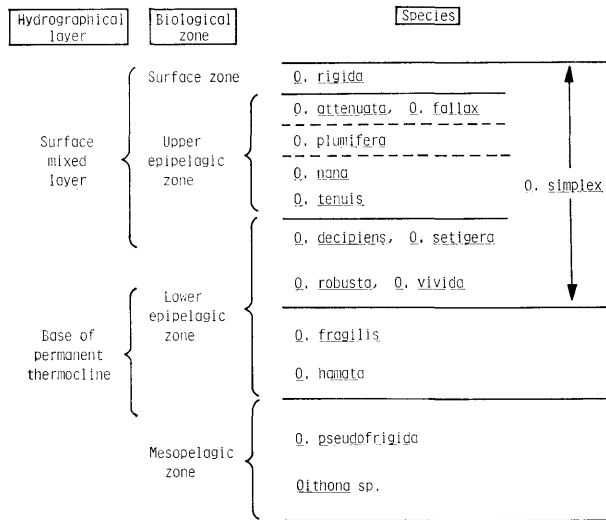 Hydrographical layer
Biological zone
Species
Surface zone
O. rigida
Surface mixed layer
Upper epipelagic zone
O. attenuata, O. fallax
O. plumifera
O. nana
O. tenuis
O. simplex
O. decipiens, O. setigera
O. robusta, O. vivida
Lower epipelagic zone
Base of permanent thermocline
O. fragilis
O. hamata
Mesopelagic zone
O. pseudofrigida
Oithona sp.